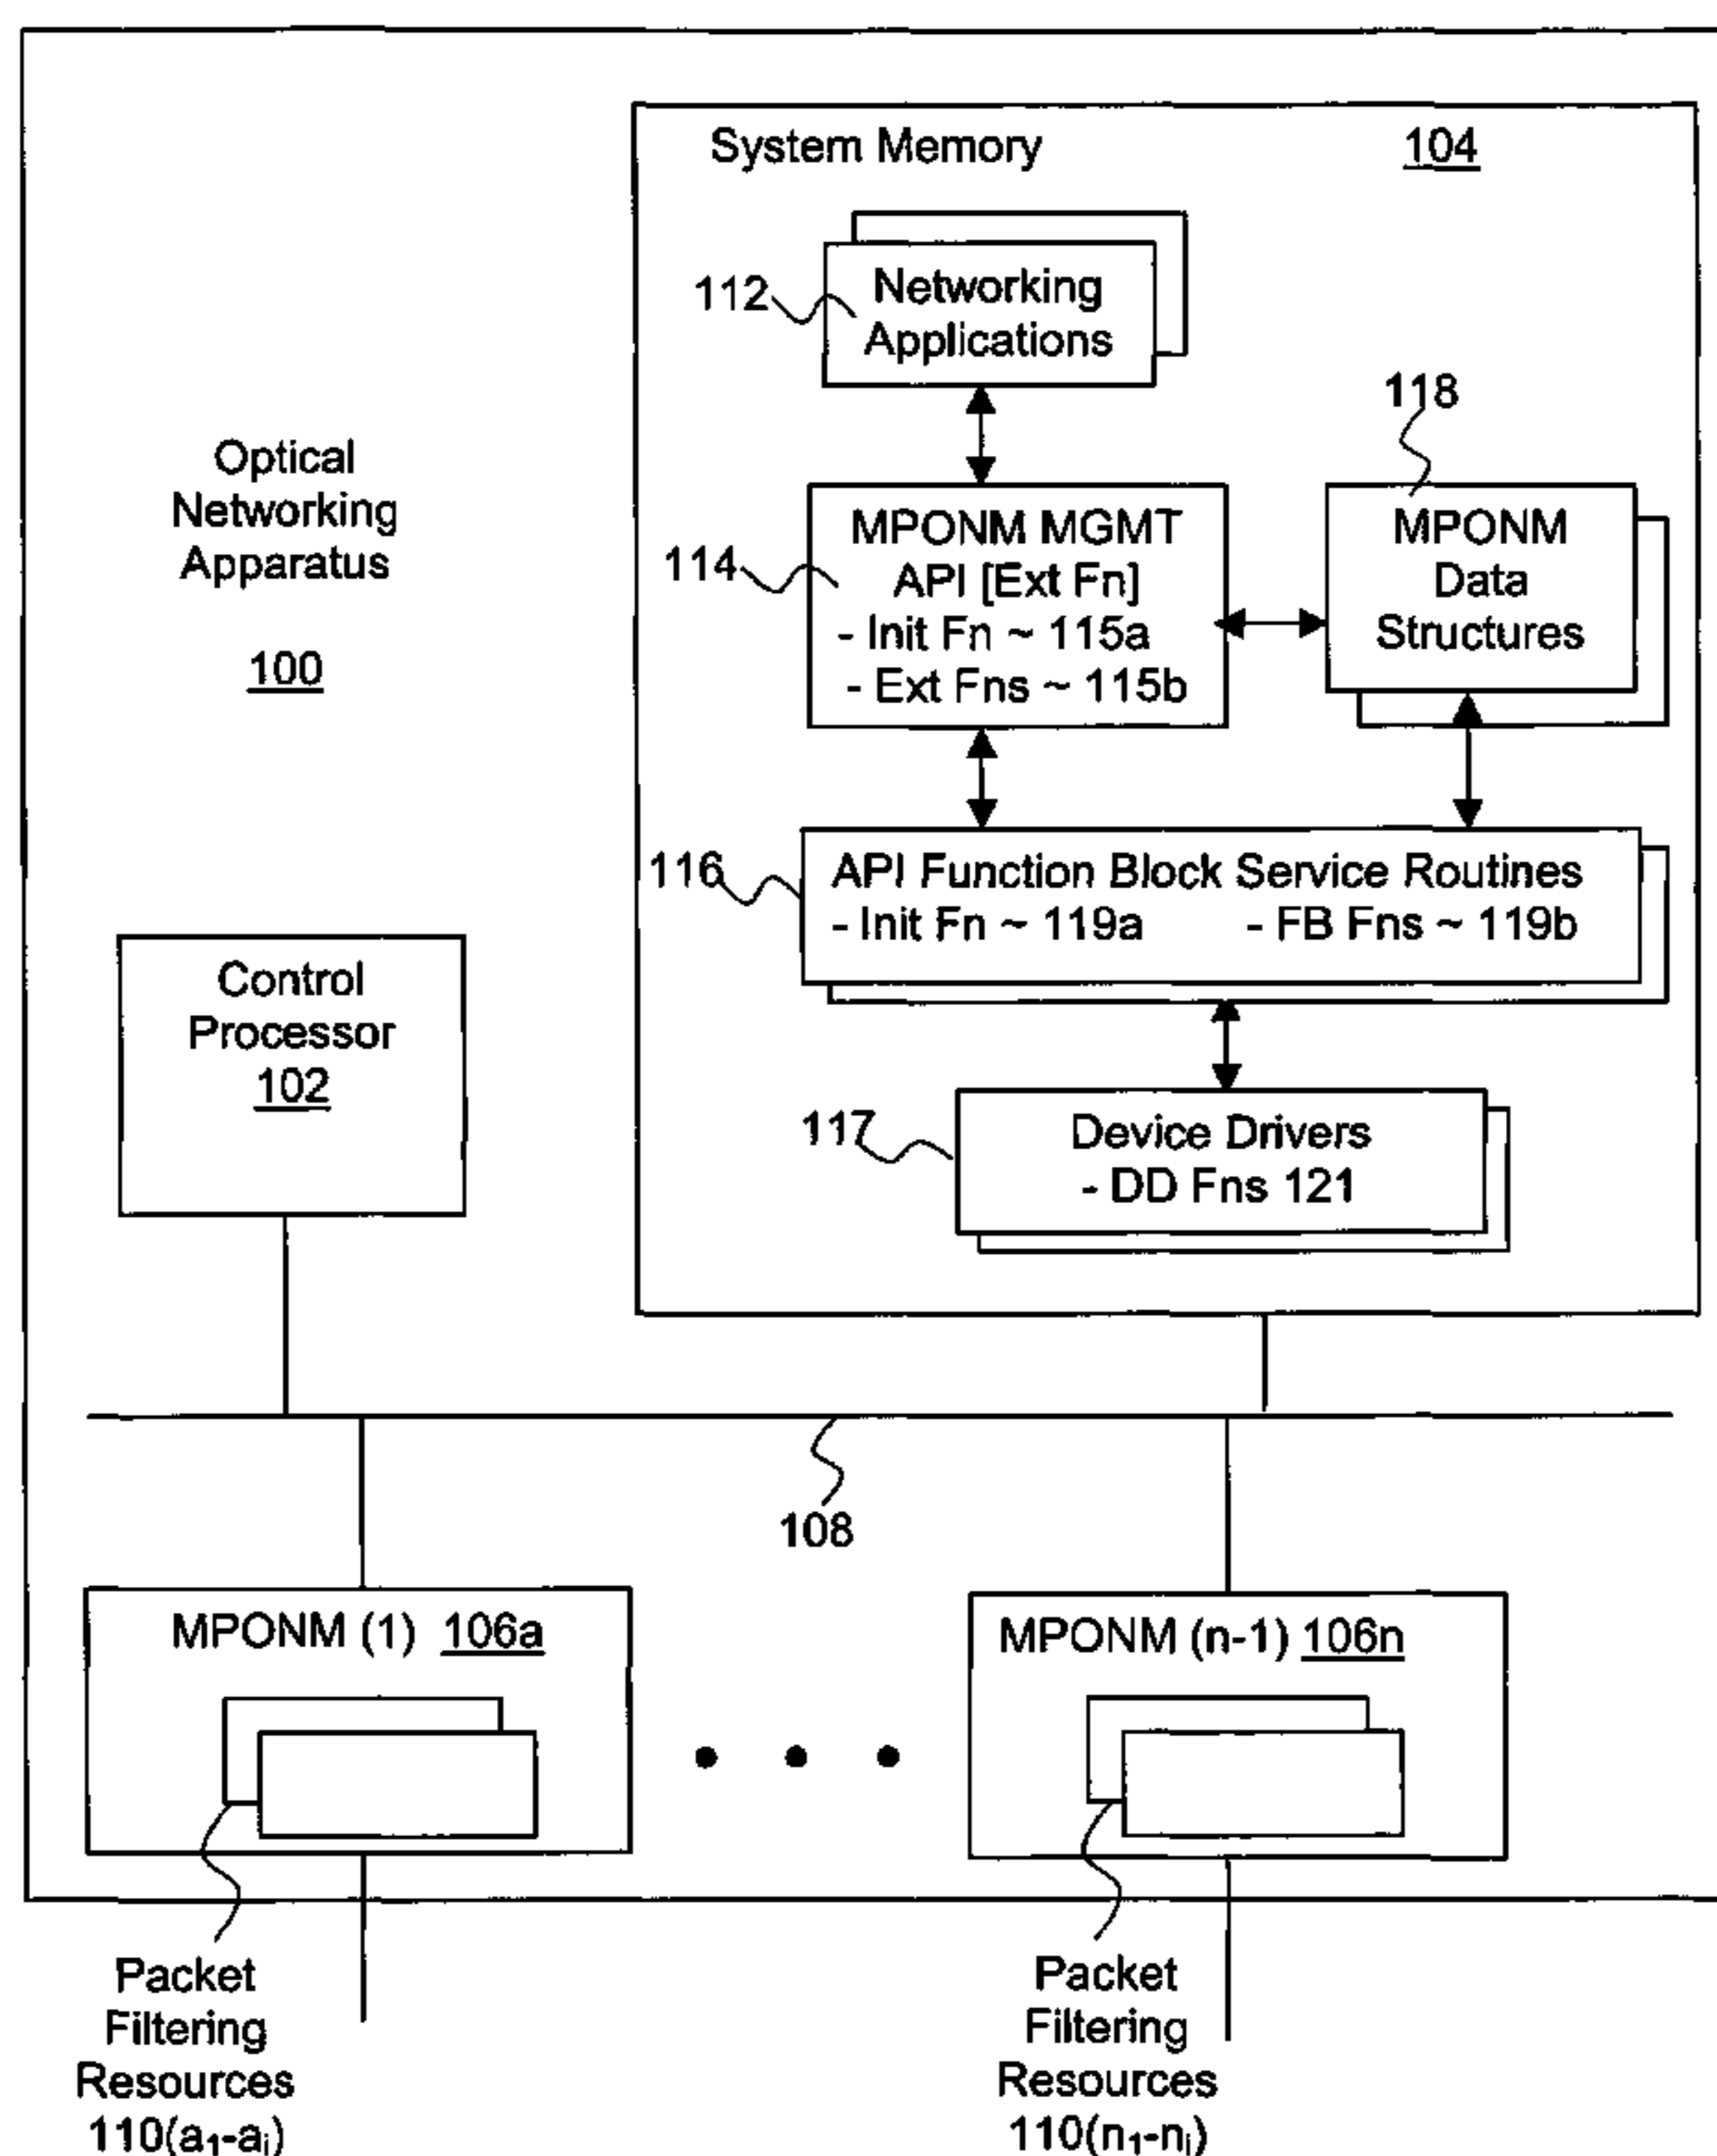 System Memory 104
Networking
Applications
112
118
Optical
Networking
Apparatus
100
MPONM MGMT
API [Ext Fn]
- Init Fn ~ 115a
- Ext Fns ~ 115b
114
MPONM
Data
Structures
116
API Function Block Service Routines
- Init Fn ~ 119a - FB Fns ~ 119b
Control
Processor
102
117
Device Drivers
- DD Fns 121
108
MPONM (1) 106a
MPONM (n-1) 106n
Packet
Filtering
Resources
110(a₁-aⱼ)
Packet
Filtering
Resources
110(n₁-nⱼ)